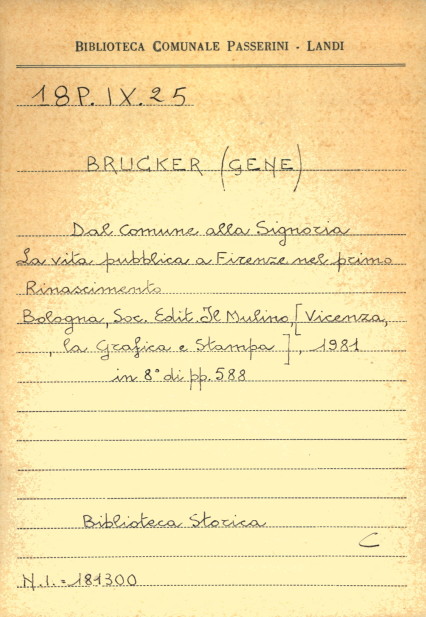 BIBLIOTECA COMUNALE PASSERINI - LANDI
18P.IX.25
BRUCKER (GENE)
Dal Comune alla Signoria
La vita pubblica a Firenze nel primo
Rinascimento
Bologna, Soc. Edit. Il Mulino, [Vicenza,
, la Grafica e Stampa], 1981
in 8° di pp. 588
Biblioteca Storica
C
N.I. = 181300